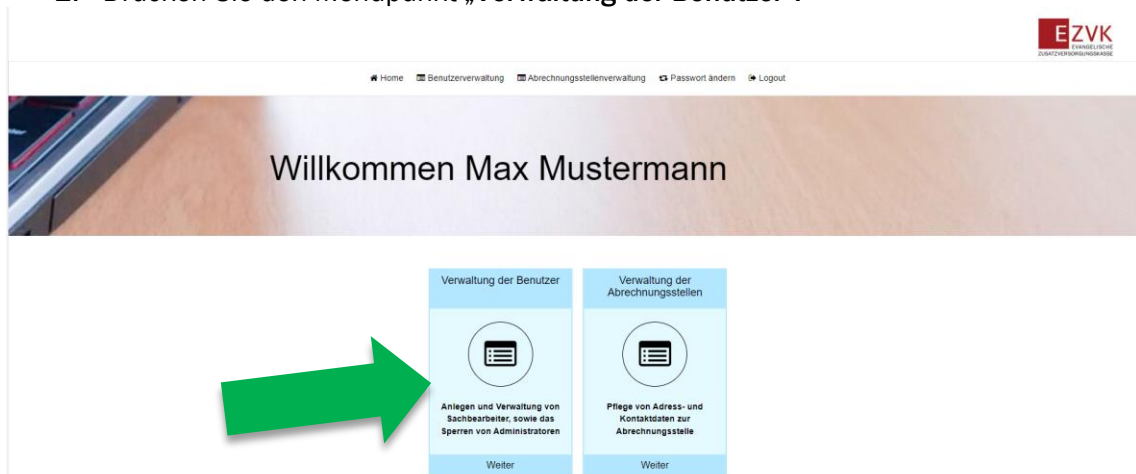 2. Drücken Sie den Menüpunkt „Verwaltung der Benutzer“.
EZVK
EVANGELISCHE
ZUSATZVERSORGUNGSKASSE
Home Benutzerverwaltung Abrechnungsstellenverwaltung Passwort ändern Logout
Willkommen Max Mustermann
Verwaltung der Benutzer
Anlegen und Verwaltung von
Sachbearbeiter, sowie das
Sperren von Administratoren
Weiter
Verwaltung der
Abrechnungsstellen
Pflege von Adress- und
Kontaktdaten zur
Abrechnungsstelle
Weiter